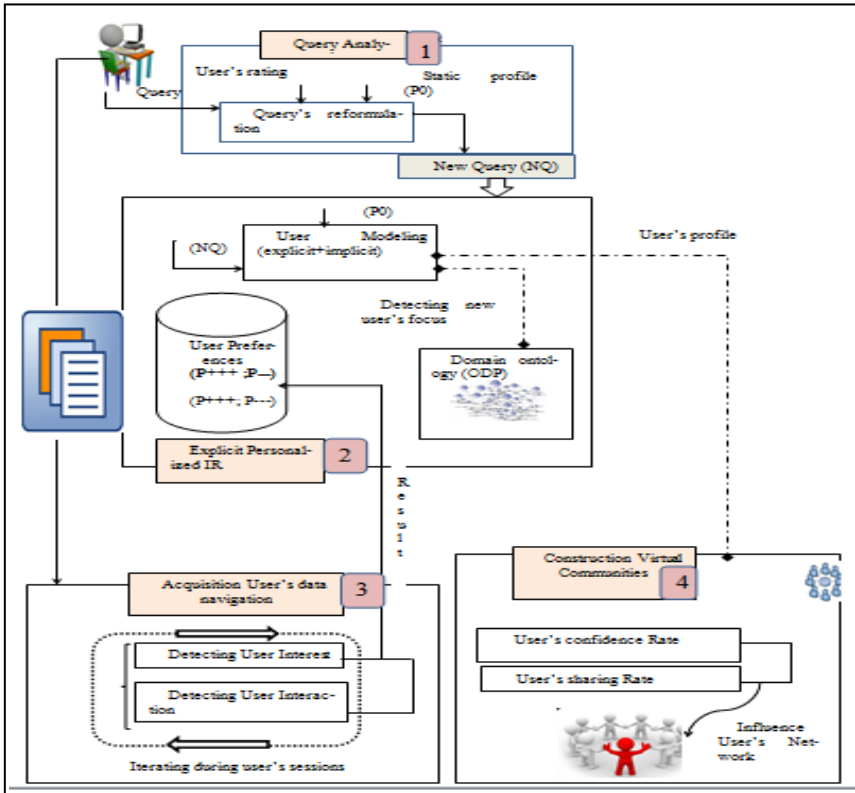 Query Analy-
1
User's rating
Static profile
(P0)
Query
Query's reformula-
tion
New Query (NQ)
(P0)
User Modeling
(explicit+implicit)
(NQ)
User's profile
Detecting new
user's focus
User Prefer-
ences
(P+++ ;P---)
(P+++; P---)
Domain ontol-
ogy (ODP)
Explicit Personal-
ized IR
2
R
e
s
u
l
t
Acquisition User's data
navigation
3
Detecting User Interest
Detecting User Interac-
tion
Iterating during user's sessions
Construction Virtual
Communities
4
User's confidence Rate
User's sharing Rate
Influence
User's Net-
work